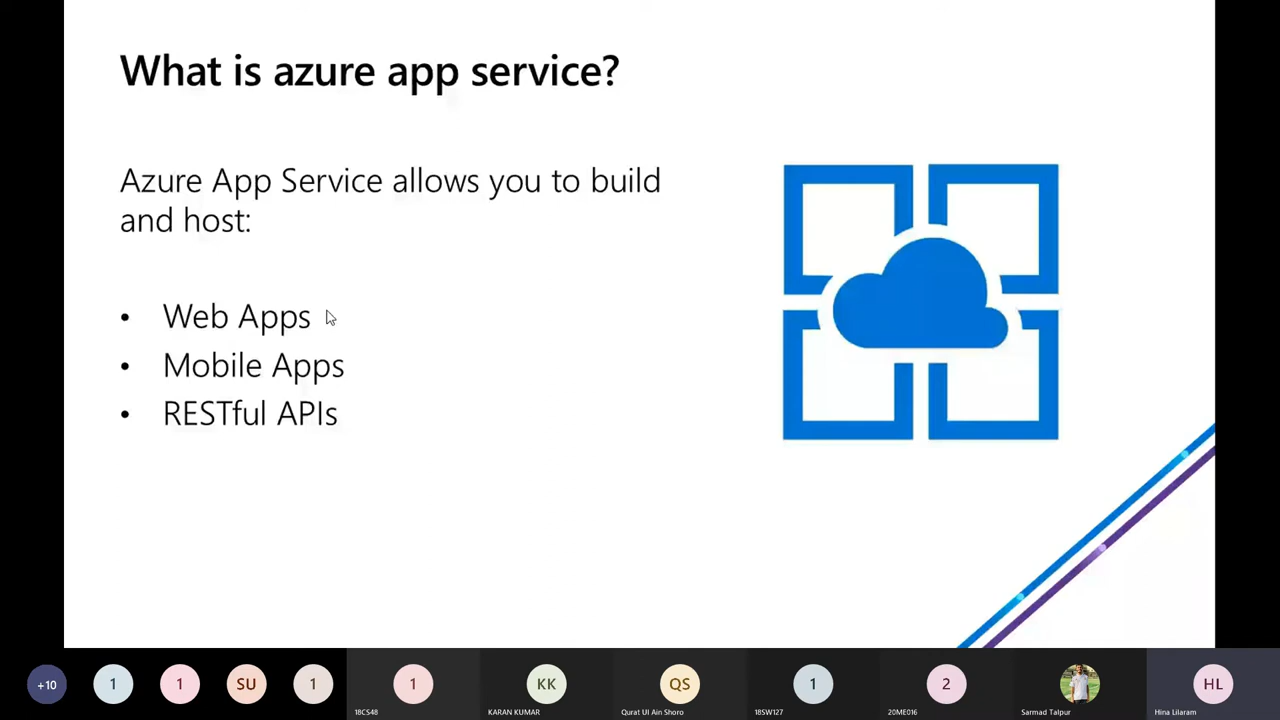 What is azure app service?
Azure App Service allows you to build
and host:
• Web Apps
• Mobile Apps
• RESTful APIs
+10
1
1
SU
1
1
KK
QS
1
2
HL
18CS48
KARAN KUMAR
Qurat Ul Ain Shoro
18SW127
20ME016
Sarmad Talpur
Hina Lilaram